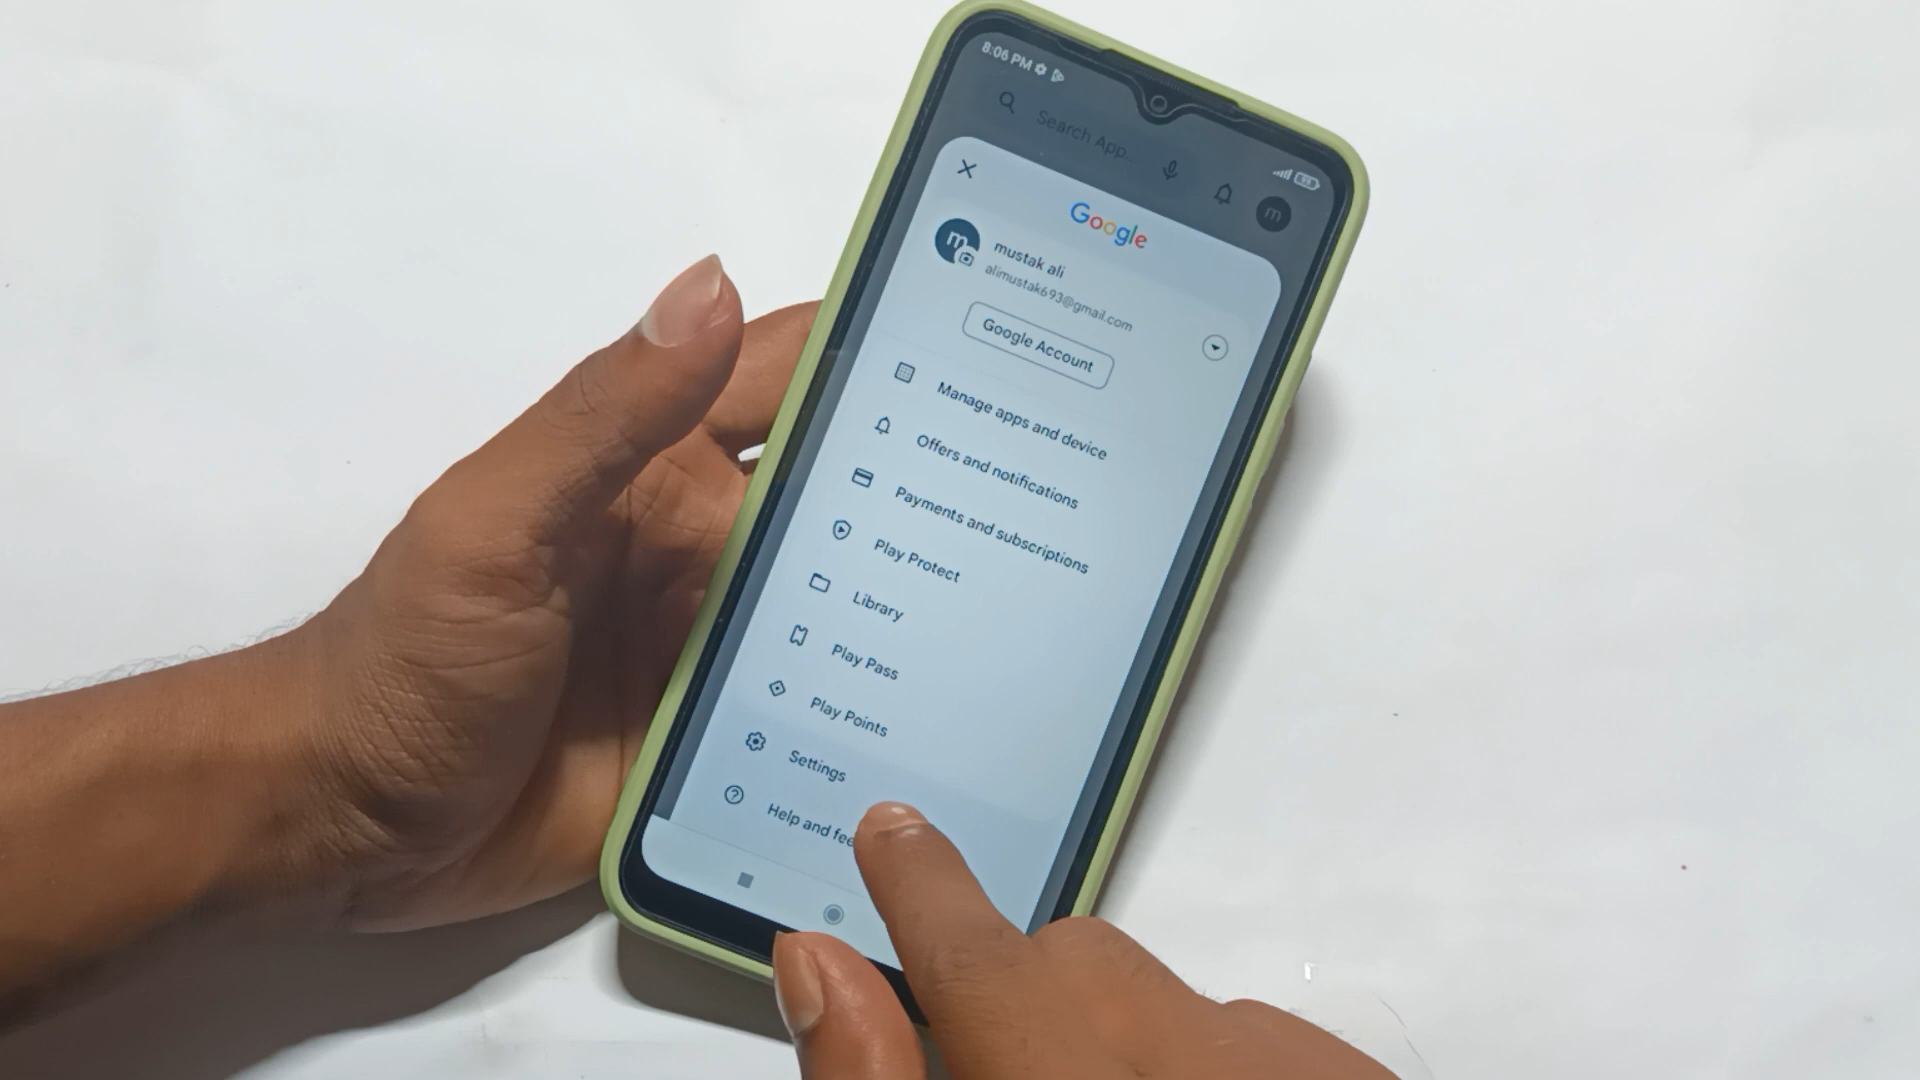 8:06 PM
Search App..
m
Google
m
mustak ali
alimustak693@gmail.com
Google Account
Manage apps and device
Offers and notifications
Payments and subscriptions
Play Protect
Library
Play Pass
Play Points
Settings
Help and fee